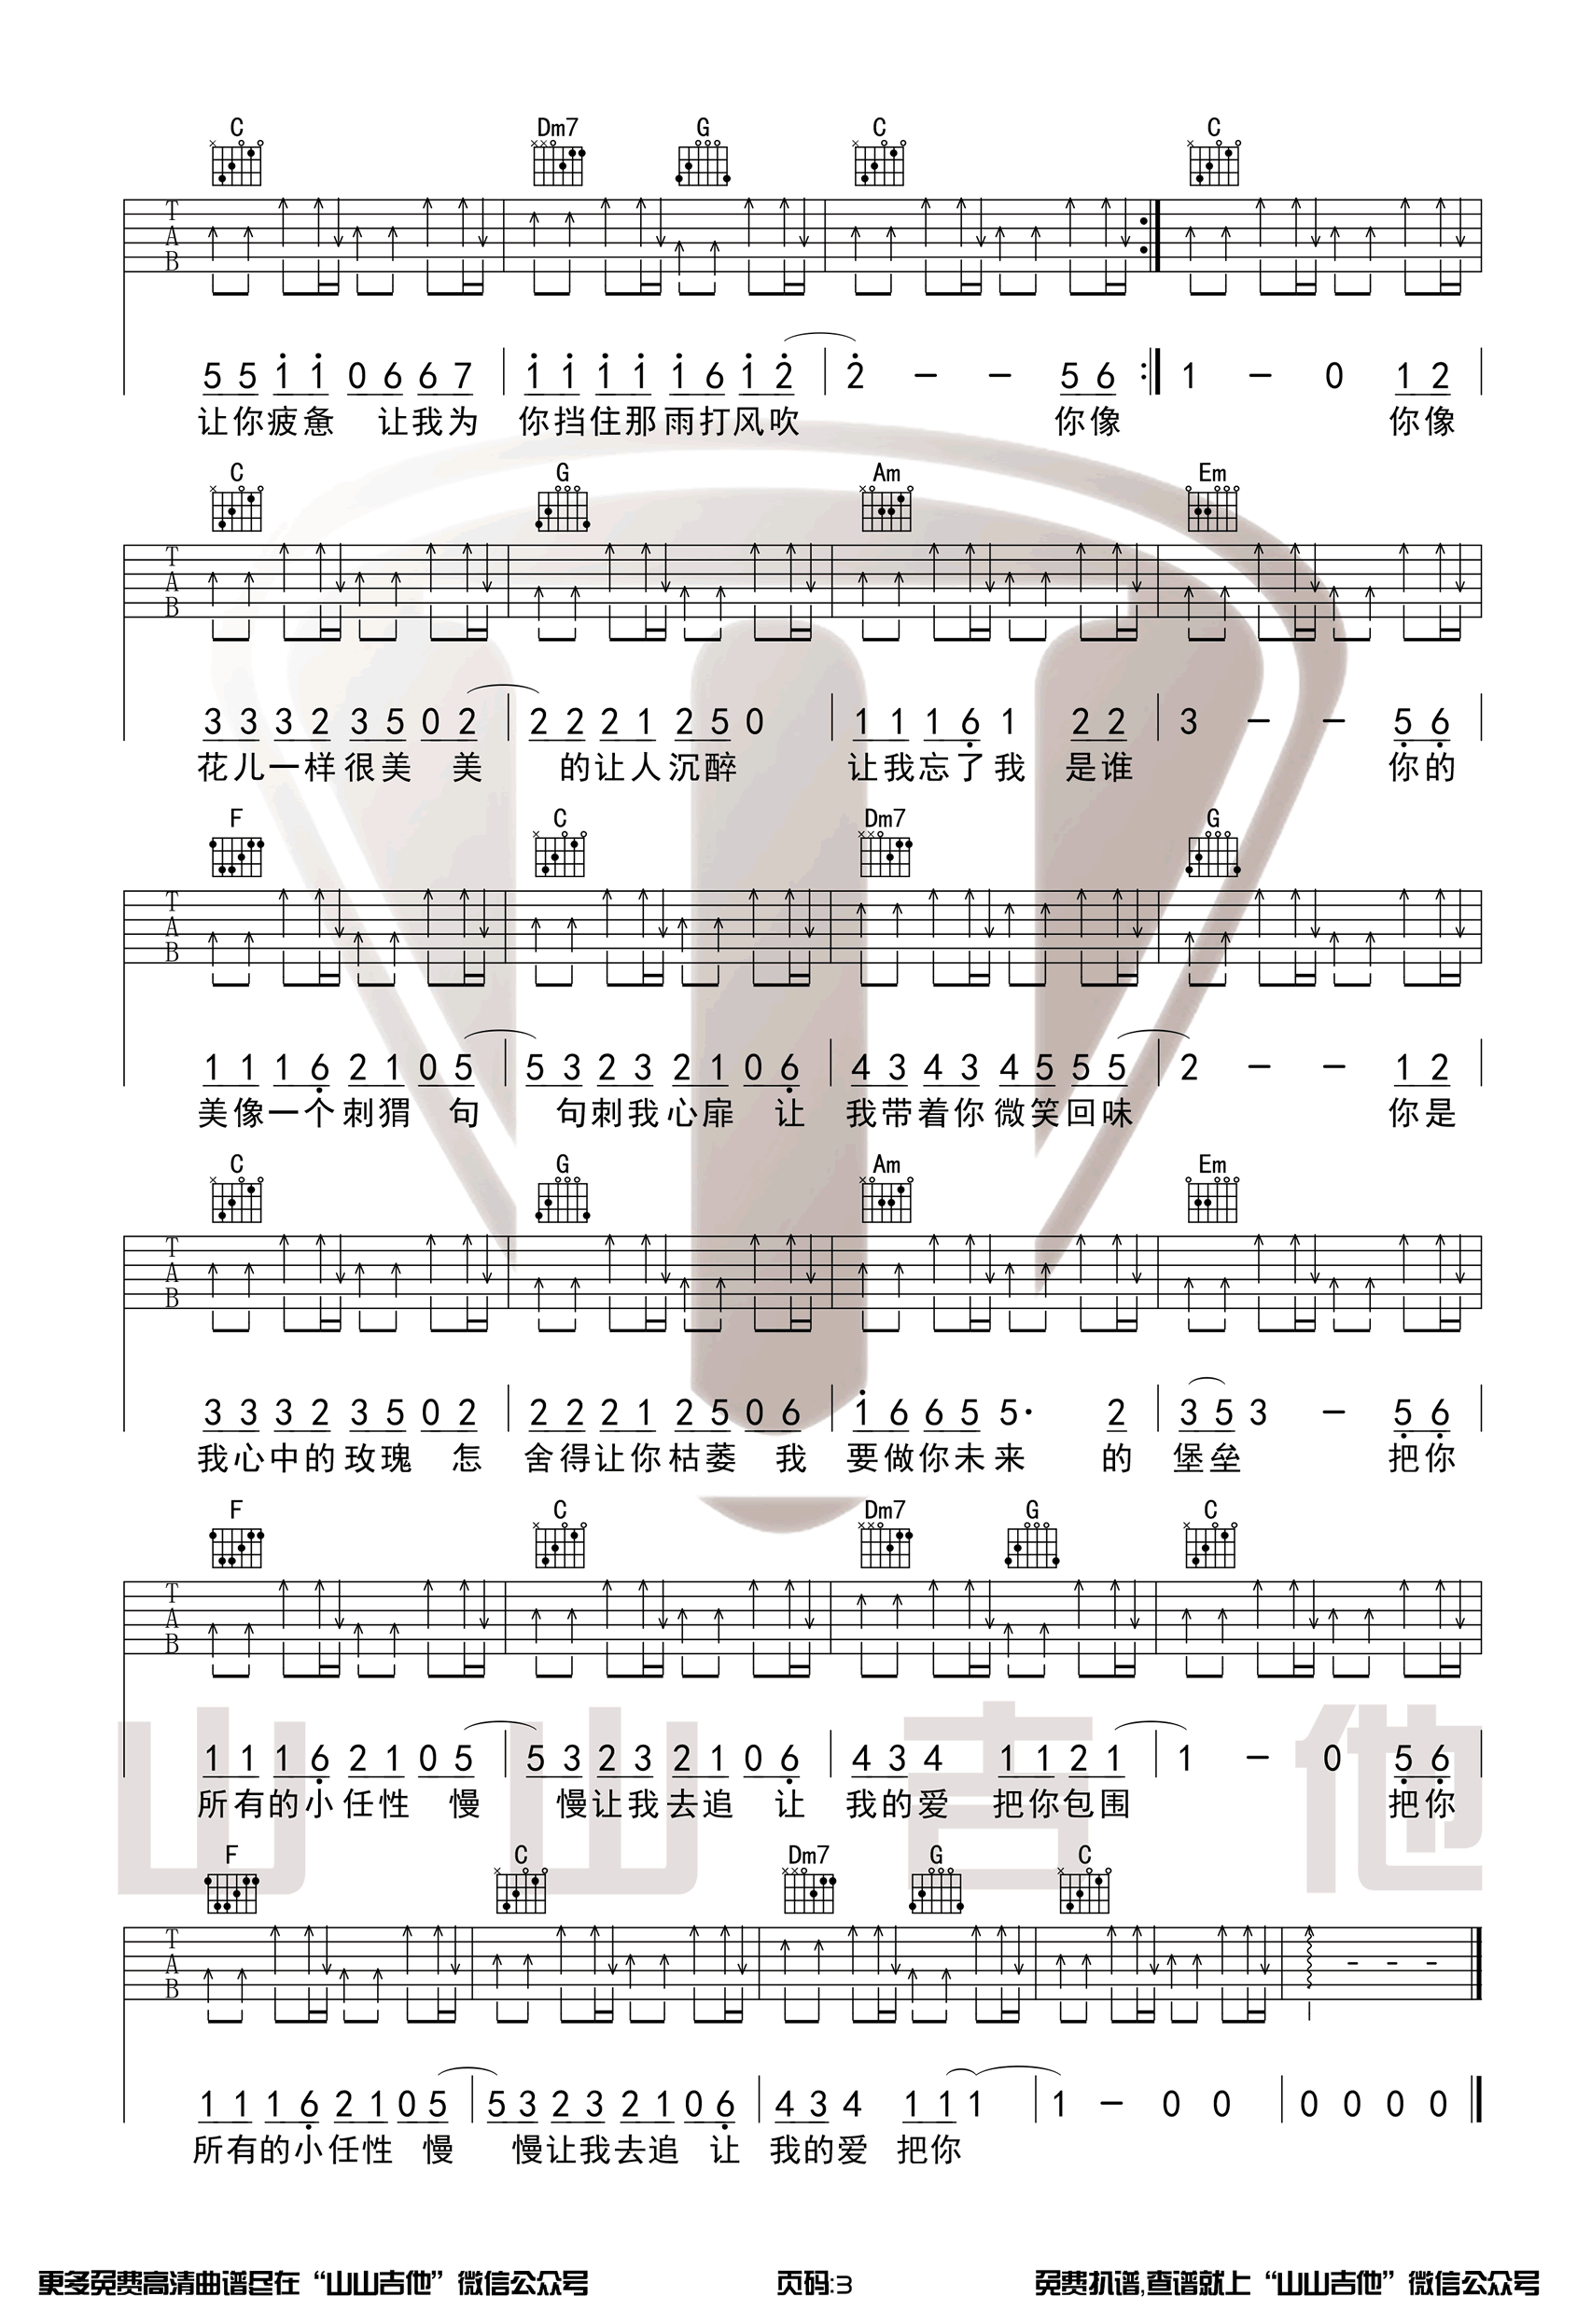 C Dm7 G C C
T A B
5 5 1 1 0 6 6 7 1 1 1 1 1 6 1 2 2 - - 5 6 1 - 0 1 2
让你疲惫 让我为 你挡住那雨打风吹 你像 你像
C G Am Em
T A B
3 3 3 2 3 5 0 2 2 2 2 1 2 5 0 1 1 1 6 1 2 2 3 - - 5 6
花儿一样很美 美 的让人沉醉 让我忘了我 是谁 你的
F C Dm7 G
T A B
1 1 1 6 2 1 0 5 5 3 2 3 2 1 0 6 4 3 4 3 4 5 5 5 2 - - 1 2
美像一个刺猬 句 句刺我心扉 让 我带着你微笑回味 你是
C G Am Em
T A B
3 3 3 2 3 5 0 2 2 2 2 1 2 5 0 6 1 6 6 5 5· 2 3 5 3 - 5 6
我心中的玫瑰 怎 舍得让你枯萎 我 要做你未来 的 堡垒 把你
F C Dm7 G C
T A B
1 1 1 6 2 1 0 5 5 3 2 3 2 1 0 6 4 3 4 1 1 2 1 1 - 0 5 6
所有的小任性 慢 慢让我去追 让 我的爱 把你包围 把你
山山吉他
F C Dm7 G C
T A B - - -
1 1 1 6 2 1 0 5 5 3 2 3 2 1 0 6 4 3 4 1 1 1 1 - 0 0 0 0 0 0
所有的小任性 慢 慢让我去追 让 我的爱 把你
更多免费高清曲谱尽在“山山吉他”微信公众号 页码:3 免费扒谱,查谱就上“山山吉他”微信公众号